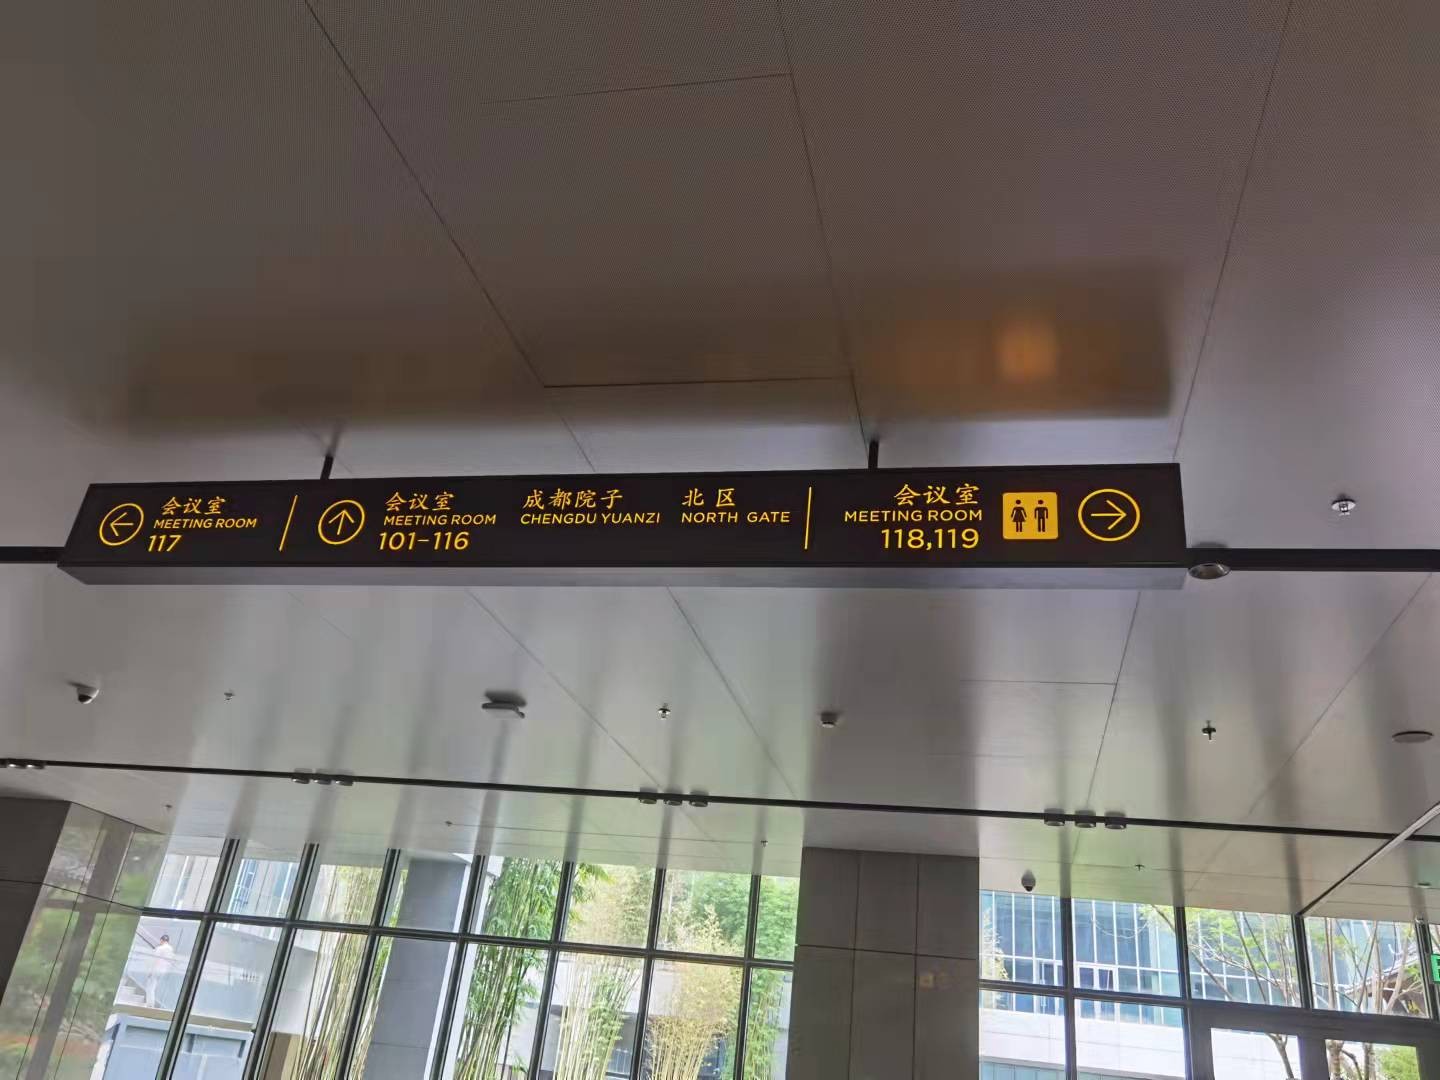 会议室
MEETING ROOM
117
会议室
MEETING ROOM
101-116
成都院子
CHENGDU YUANZI
北区
NORTH GATE
会议室
MEETING ROOM
118,119